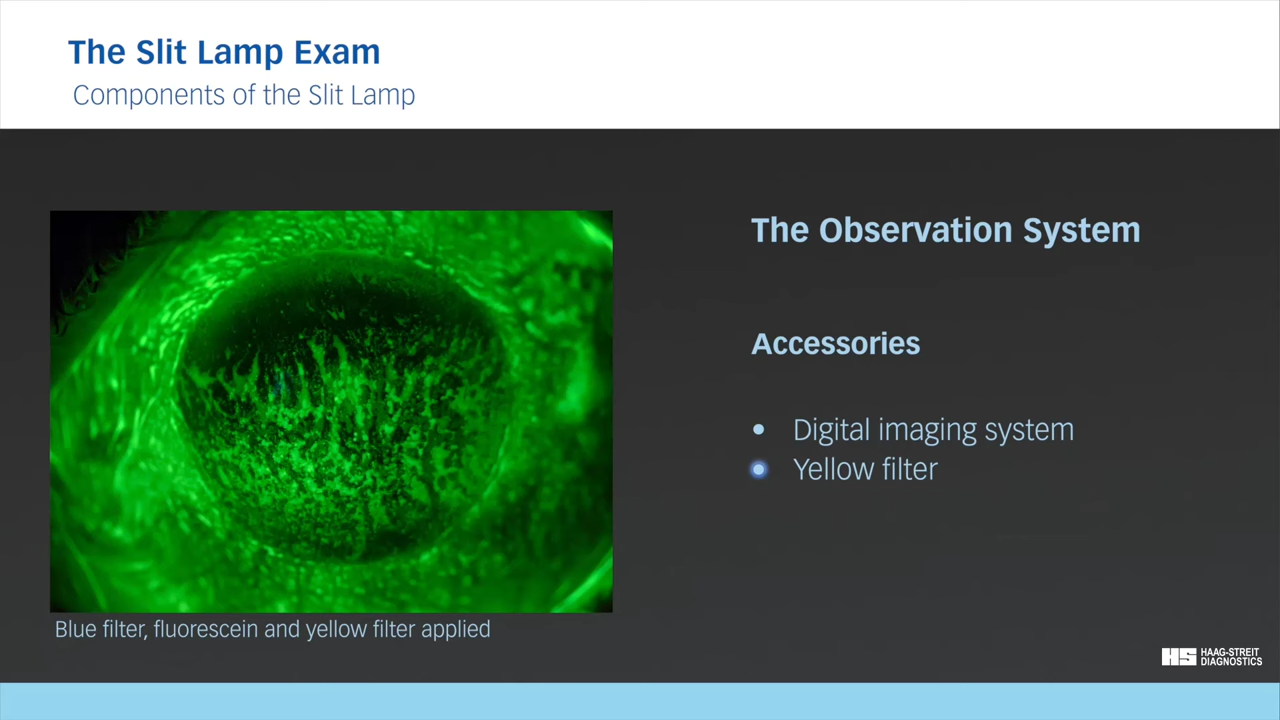 The Slit Lamp Exam
Components of the Slit Lamp
The Observation System
Accessories
• Digital imaging system
• Yellow filter
Blue filter, fluorescein and yellow filter applied
HS HAAG-STREIT
DIAGNOSTICS